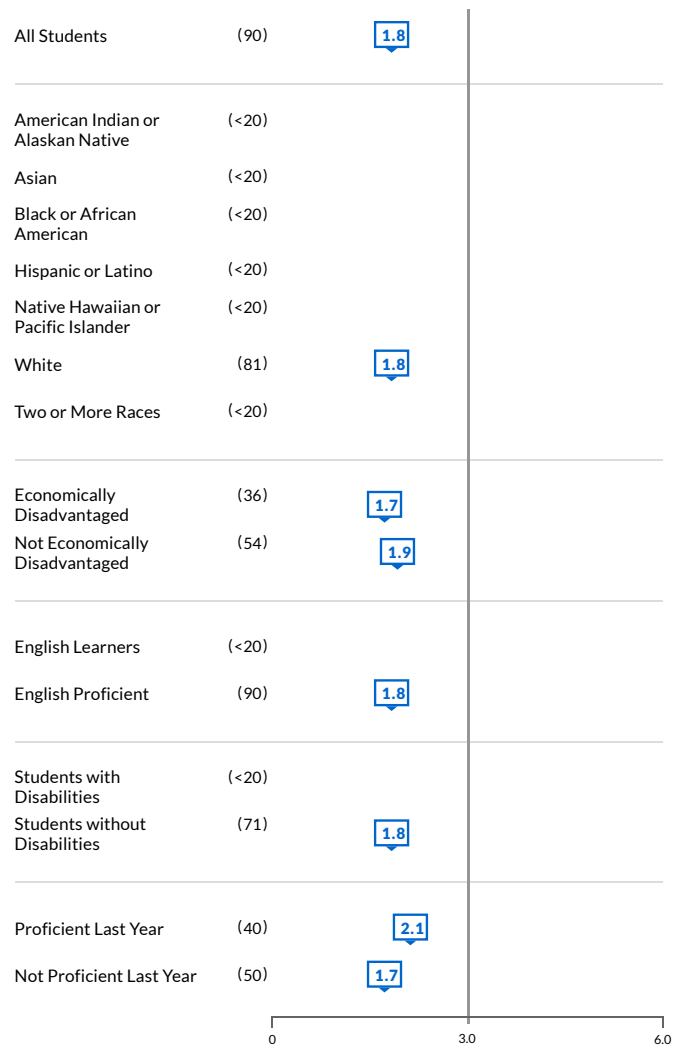 All Students (90) 1.8
American Indian or (<20)
Alaskan Native
Asian (<20)
Black or African (<20)
American
Hispanic or Latino (<20)
Native Hawaiian or (<20)
Pacific Islander
White (81) 1.8
Two or More Races (<20)
Economically (36) 1.7
Disadvantaged
Not Economically (54) 1.9
Disadvantaged
English Learners (<20)
English Proficient (90) 1.8
Students with (<20)
Disabilities
Students without (71) 1.8
Disabilities
Proficient Last Year (40) 2.1
Not Proficient Last Year (50) 1.7
0 3.0 6.0